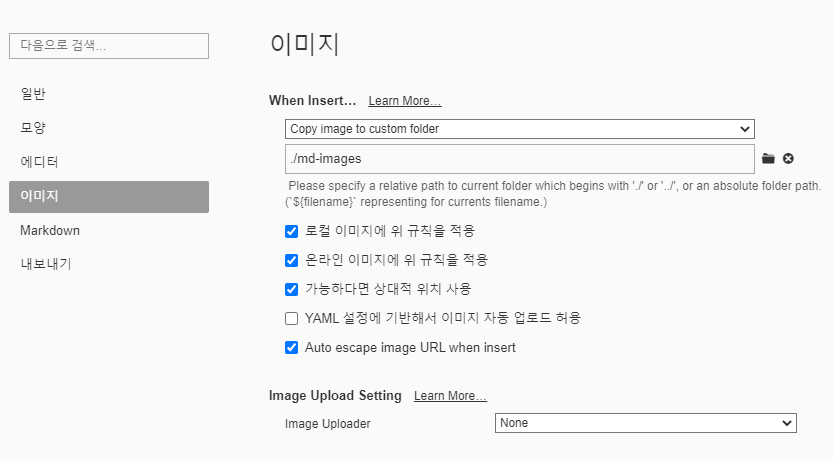 다음으로 검색...
일반
모양
에디터
이미지
Markdown
내보내기
이미지
When Insert... Learn More...
Copy image to custom folder
./md-images
Please specify a relative path to current folder which begins with './' or '../', or an absolute folder path.
(`${filename}` representing for currents filename.)
로컬 이미지에 위 규칙을 적용
온라인 이미지에 위 규칙을 적용
가능하다면 상대적 위치 사용
YAML 설정에 기반해서 이미지 자동 업로드 허용
Auto escape image URL when insert
Image Upload Setting Learn More...
Image Uploader None